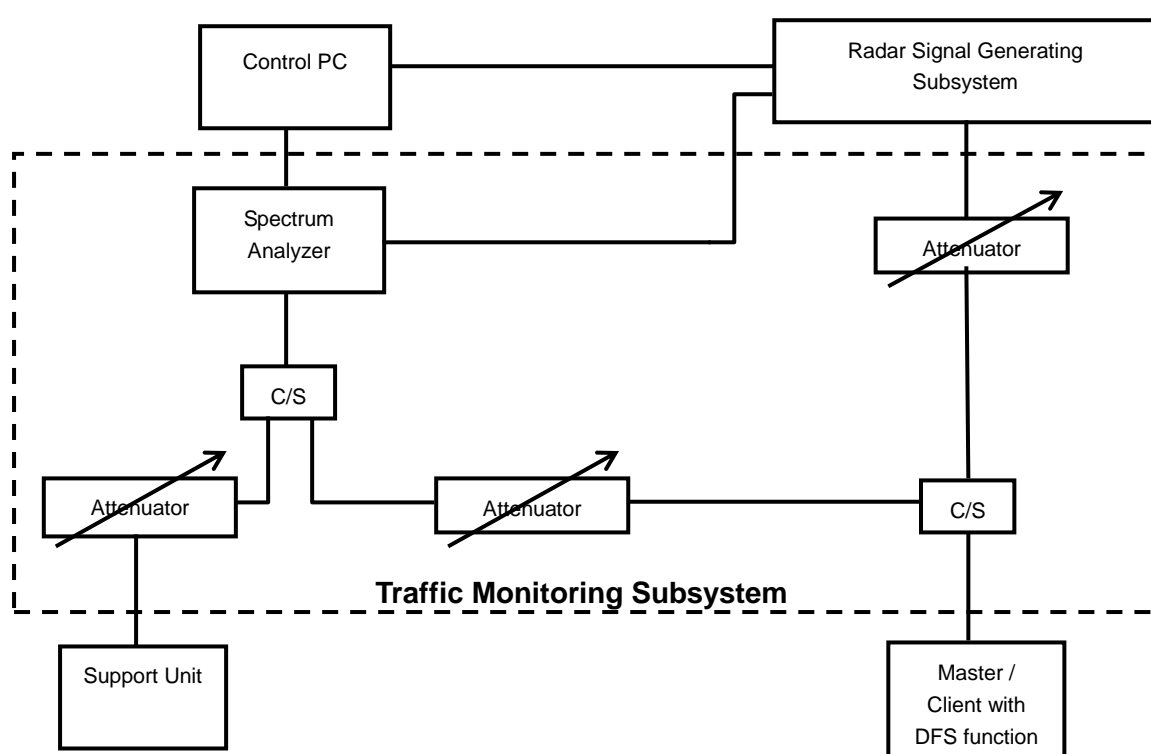 Control PC
Radar Signal Generating
Subsystem
Spectrum
Analyzer
Attenuator
C/S
Attenuator
Attenuator
C/S
Traffic Monitoring Subsystem
Support Unit
Master /
Client with
DFS function